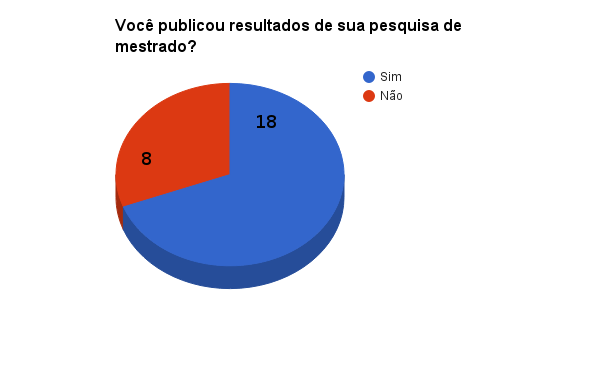 Você publicou resultados de sua pesquisa de
mestrado?
Sim
Não
18
8